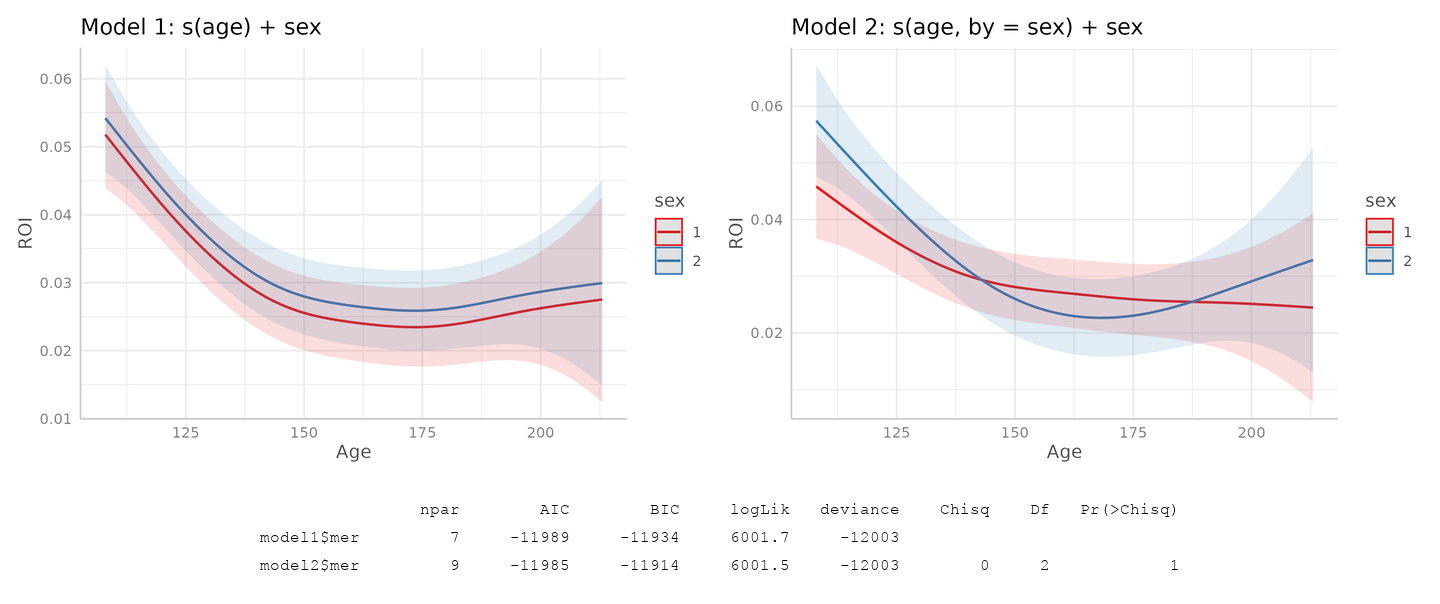 Model 1: s(age) + sex
0.06
0.05
0.04
0.03
0.02
0.01
ROI
125 150 175 200
Age
sex
1
2
Model 2: s(age, by = sex) + sex
0.06
0.04
0.02
ROI
125 150 175 200
Age
sex
1
2
npar AIC BIC logLik deviance Chisq Df Pr(>Chisq)
model1$mer 7 -11989 -11934 6001.7 -12003
model2$mer 9 -11985 -11914 6001.5 -12003 0 2 1